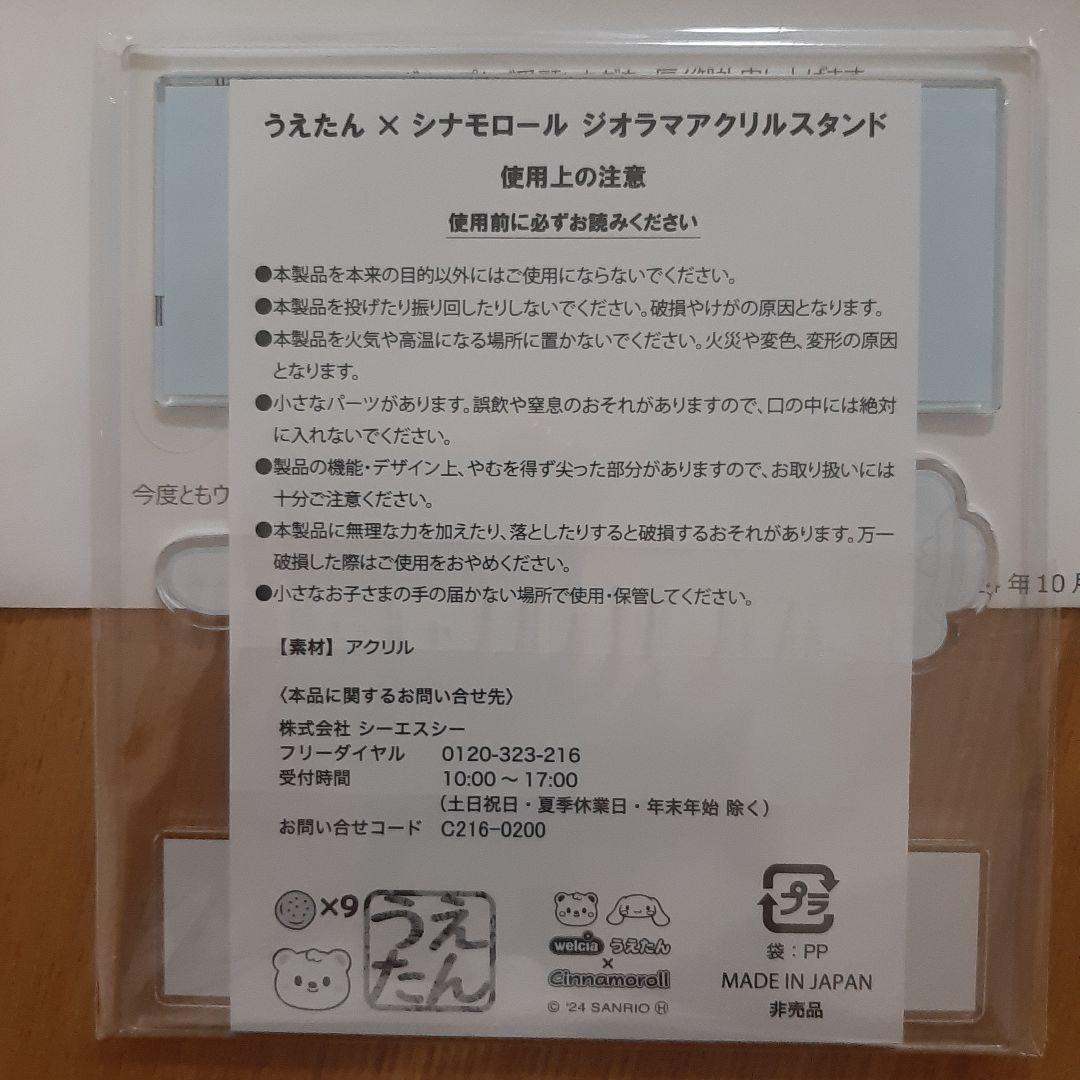 うえたん × シナモロール ジオラマアクリルスタンド
使用上の注意
使用前に必ずお読みください
●本製品を本来の目的以外にはご使用にならないでください。
●本製品を投げたり振り回したりしないでください。破損やけがの原因となります。
●本製品を火気や高温になる場所に置かないでください。火災や変色、変形の原因
となります。
●小さなパーツがあります。誤飲や窒息のおそれがありますので、口の中には絶対
に入れないでください。
●製品の機能・デザイン上、やむを得ず尖った部分がありますので、お取り扱いには
十分ご注意ください。
●本製品に無理な力を加えたり、落としたりすると破損するおそれがあります。万一
破損した際はご使用をおやめください。
●小さなお子さまの手の届かない場所で使用・保管してください。
今度ともウ
年10月
【素材】 アクリル
〈本品に関するお問い合せ先〉
株式会社 シーエスシー
フリーダイヤル 0120-323-216
受付時間 10:00 〜 17:00
(土日祝日・夏季休業日・年末年始 除く)
お問い合せコード C216-0200
×9
うえ
たん
welcia うえたん
×
Cinnamoroll
© '24 SANRIO Ⓗ
プラ
袋：PP
MADE IN JAPAN
非売品